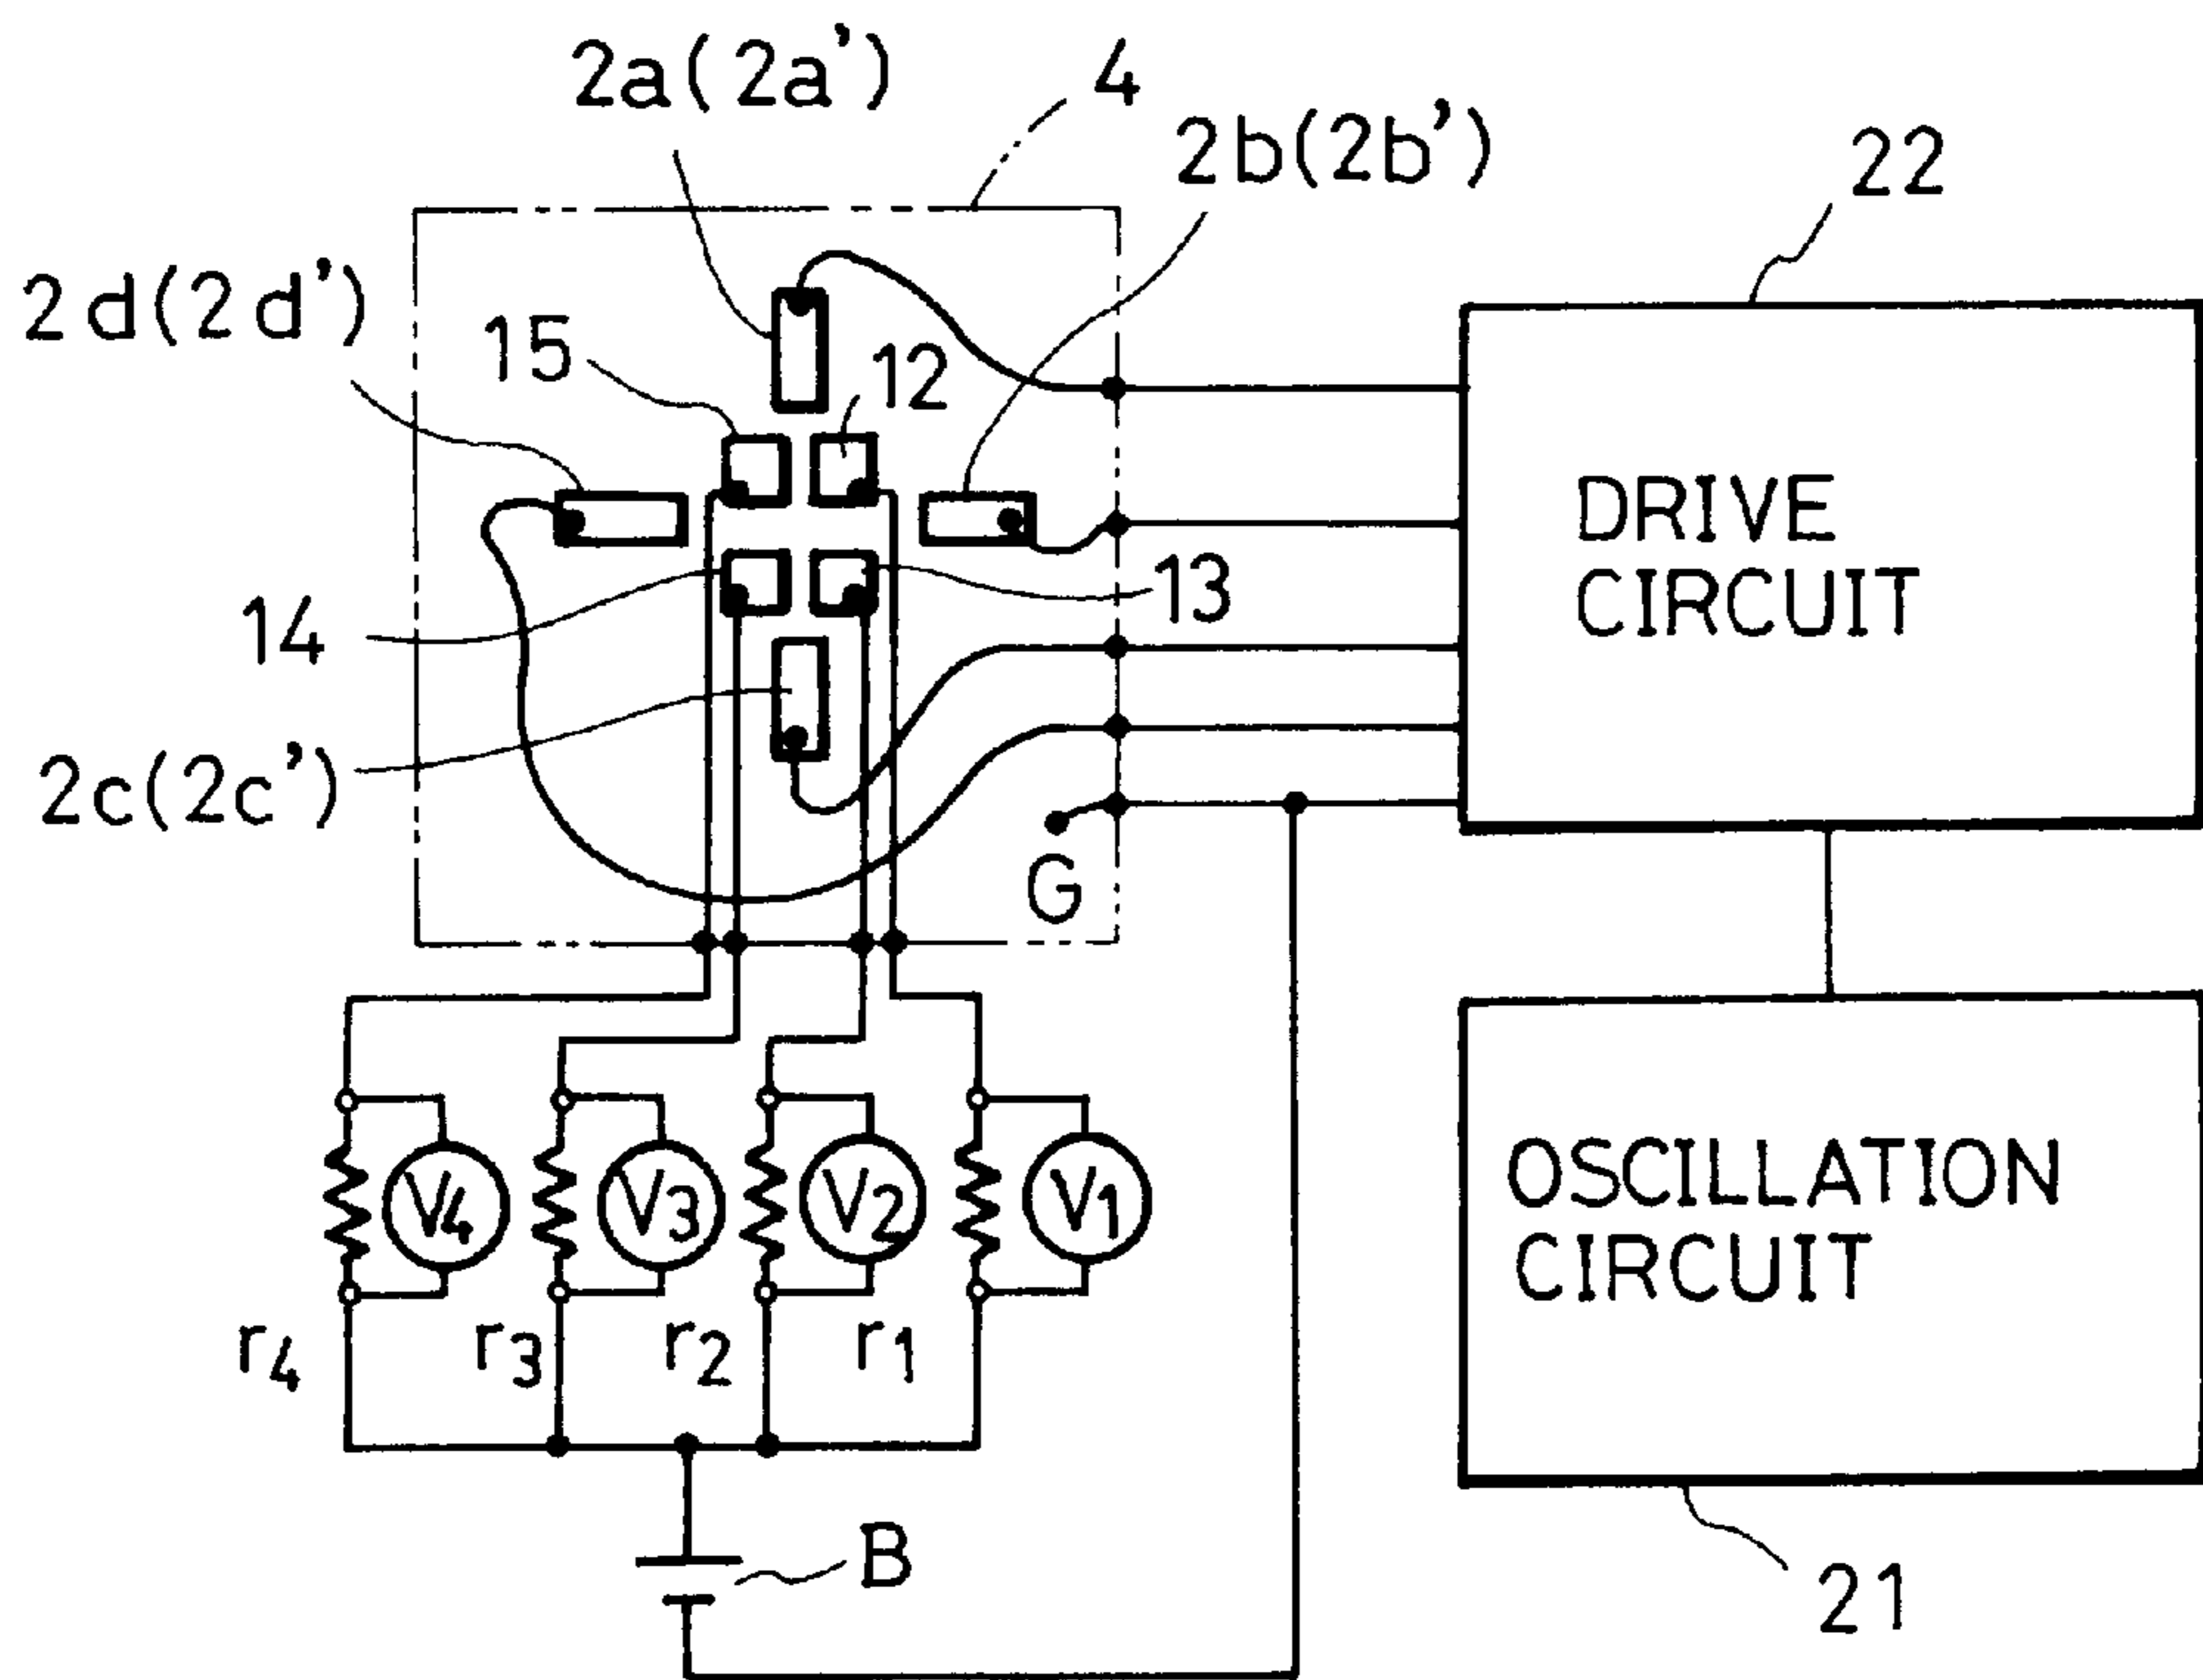 2a(2a')
4
2b(2b')
22
2d(2d')
15
12
DRIVE
CIRCUIT
14
13
2c(2c')
G
V4
V3
V2
V1
OSCILLATION
CIRCUIT
r4
r3
r2
r1
B
21